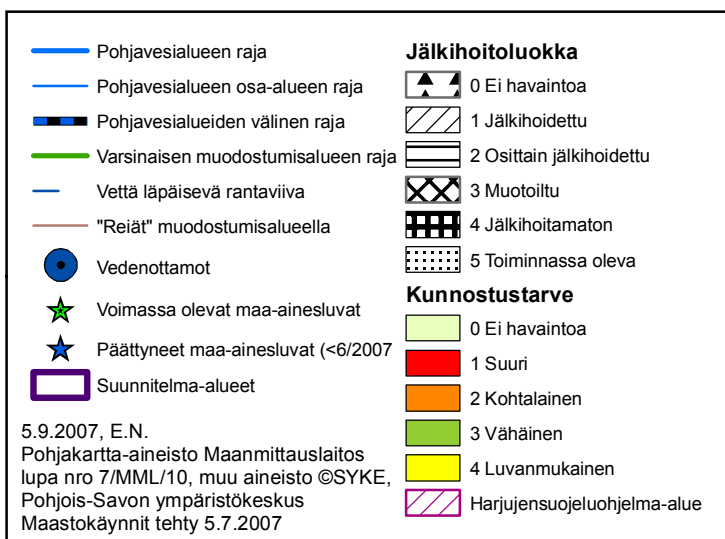 Pohjavesialueen raja
Pohjavesialueen osa-alueen raja
Pohjavesialueiden välinen raja
Varsinaisen muodostumisalueen raja
Vettä läpäisevä rantaviiva
"Reiät" muodostumisalueella
Vedenottamot
Voimassa olevat maa-ainesluvat
Päättyneet maa-ainesluvat (<6/2007
Suunnitelma-alueet
5.9.2007, E.N.
Pohjakartta-aineisto Maanmittauslaitos
lupa nro 7/MML/10, muu aineisto ©SYKE,
Pohjois-Savon ympäristökeskus
Maastokäynnit tehty 5.7.2007
Jälkihoitoluokka
0 Ei havaintoa
1 Jälkihoidettu
2 Osittain jälkihoidettu
3 Muotoiltu
4 Jälkihoitamaton
5 Toiminnassa oleva
Kunnostustarve
0 Ei havaintoa
1 Suuri
2 Kohtalainen
3 Vähäinen
4 Luvanmukainen
Harjujensuojeluohjelma-alue